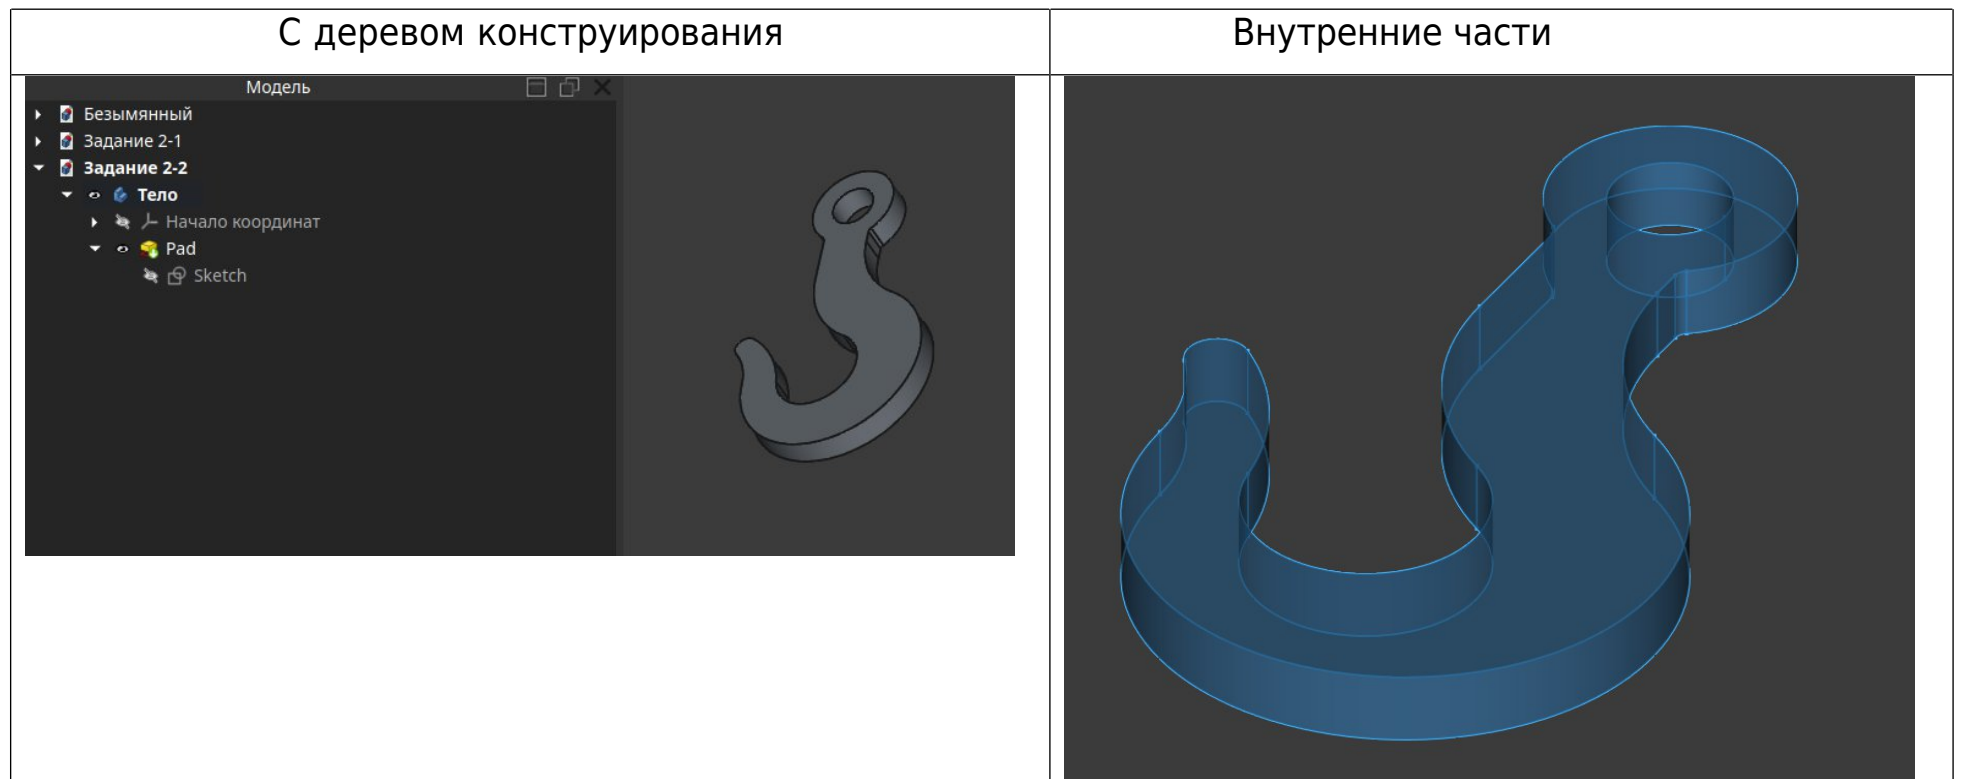 С деревом конструирования
Внутренние части
Модель
Безымянный
Задание 2-1
Задание 2-2
Тело
Начало координат
Pad
Sketch